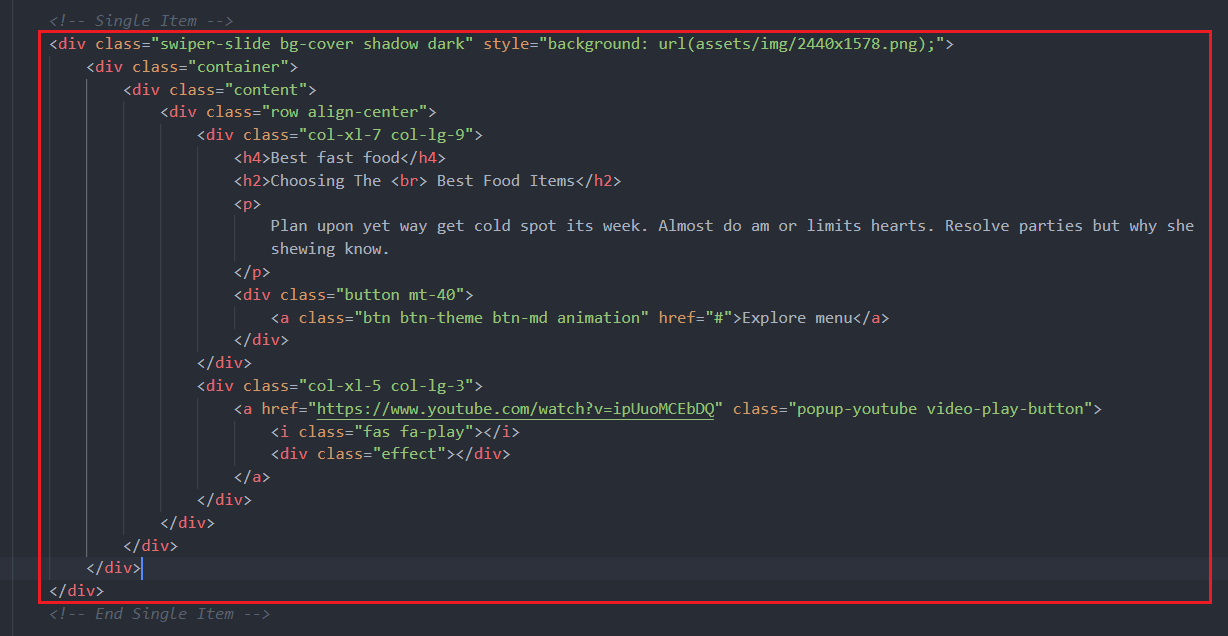 <!-- Single Item -->
<div class="swiper-slide bg-cover shadow dark" style="background: url(assets/img/2440x1578.png);">
<div class="container">
<div class="content">
<div class="row align-center">
<div class="col-xl-7 col-lg-9">
<h4>Best fast food</h4>
<h2>Choosing The <br> Best Food Items</h2>
<p>
Plan upon yet way get cold spot its week. Almost do am or limits hearts. Resolve parties but why she
shewing know.
</p>
<div class="button mt-40">
<a class="btn btn-theme btn-md animation" href="#">Explore menu</a>
</div>
</div>
<div class="col-xl-5 col-lg-3">
<a href="https://www.youtube.com/watch?v=ipUuoMCEbDQ" class="popup-youtube video-play-button">
<i class="fas fa-play"></i>
<div class="effect"></div>
</a>
</div>
</div>
</div>
</div>
</div>
<!-- End Single Item -->